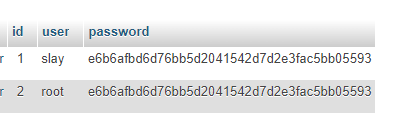 id user password
r 1 slay e6b6afbd6d76bb5d2041542d7d2e3fac5bb05593
r 2 root e6b6afbd6d76bb5d2041542d7d2e3fac5bb05593